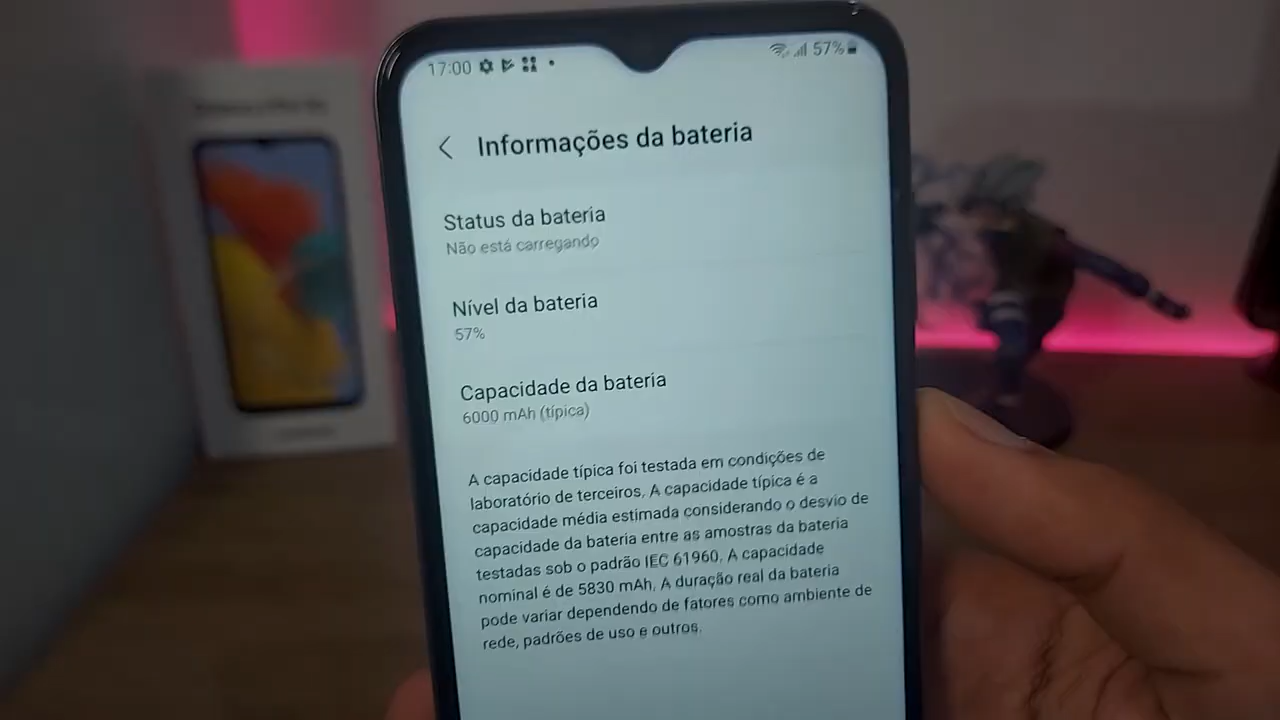 17:00
57%
Informações da bateria
Status da bateria
Não está carregando
Nível da bateria
57%
Capacidade da bateria
6000 mAh (típica)
A capacidade típica foi testada em condições de
laboratório de terceiros. A capacidade típica é a
capacidade média estimada considerando o desvio de
capacidade da bateria entre as amostras da bateria
testadas sob o padrão IEC 61960. A capacidade
nominal é de 5830 mAh. A duração real da bateria
pode variar dependendo de fatores como ambiente de
rede, padrões de uso e outros.